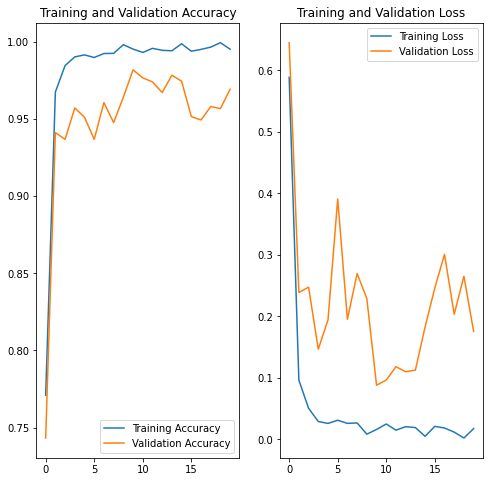 Training and Validation Accuracy
1.00
0.95
0.90
0.85
0.80
0.75
0 5 10 15
Training Accuracy
Validation Accuracy
Training and Validation Loss
0.6
0.5
0.4
0.3
0.2
0.1
0.0
0 5 10 15
Training Loss
Validation Loss